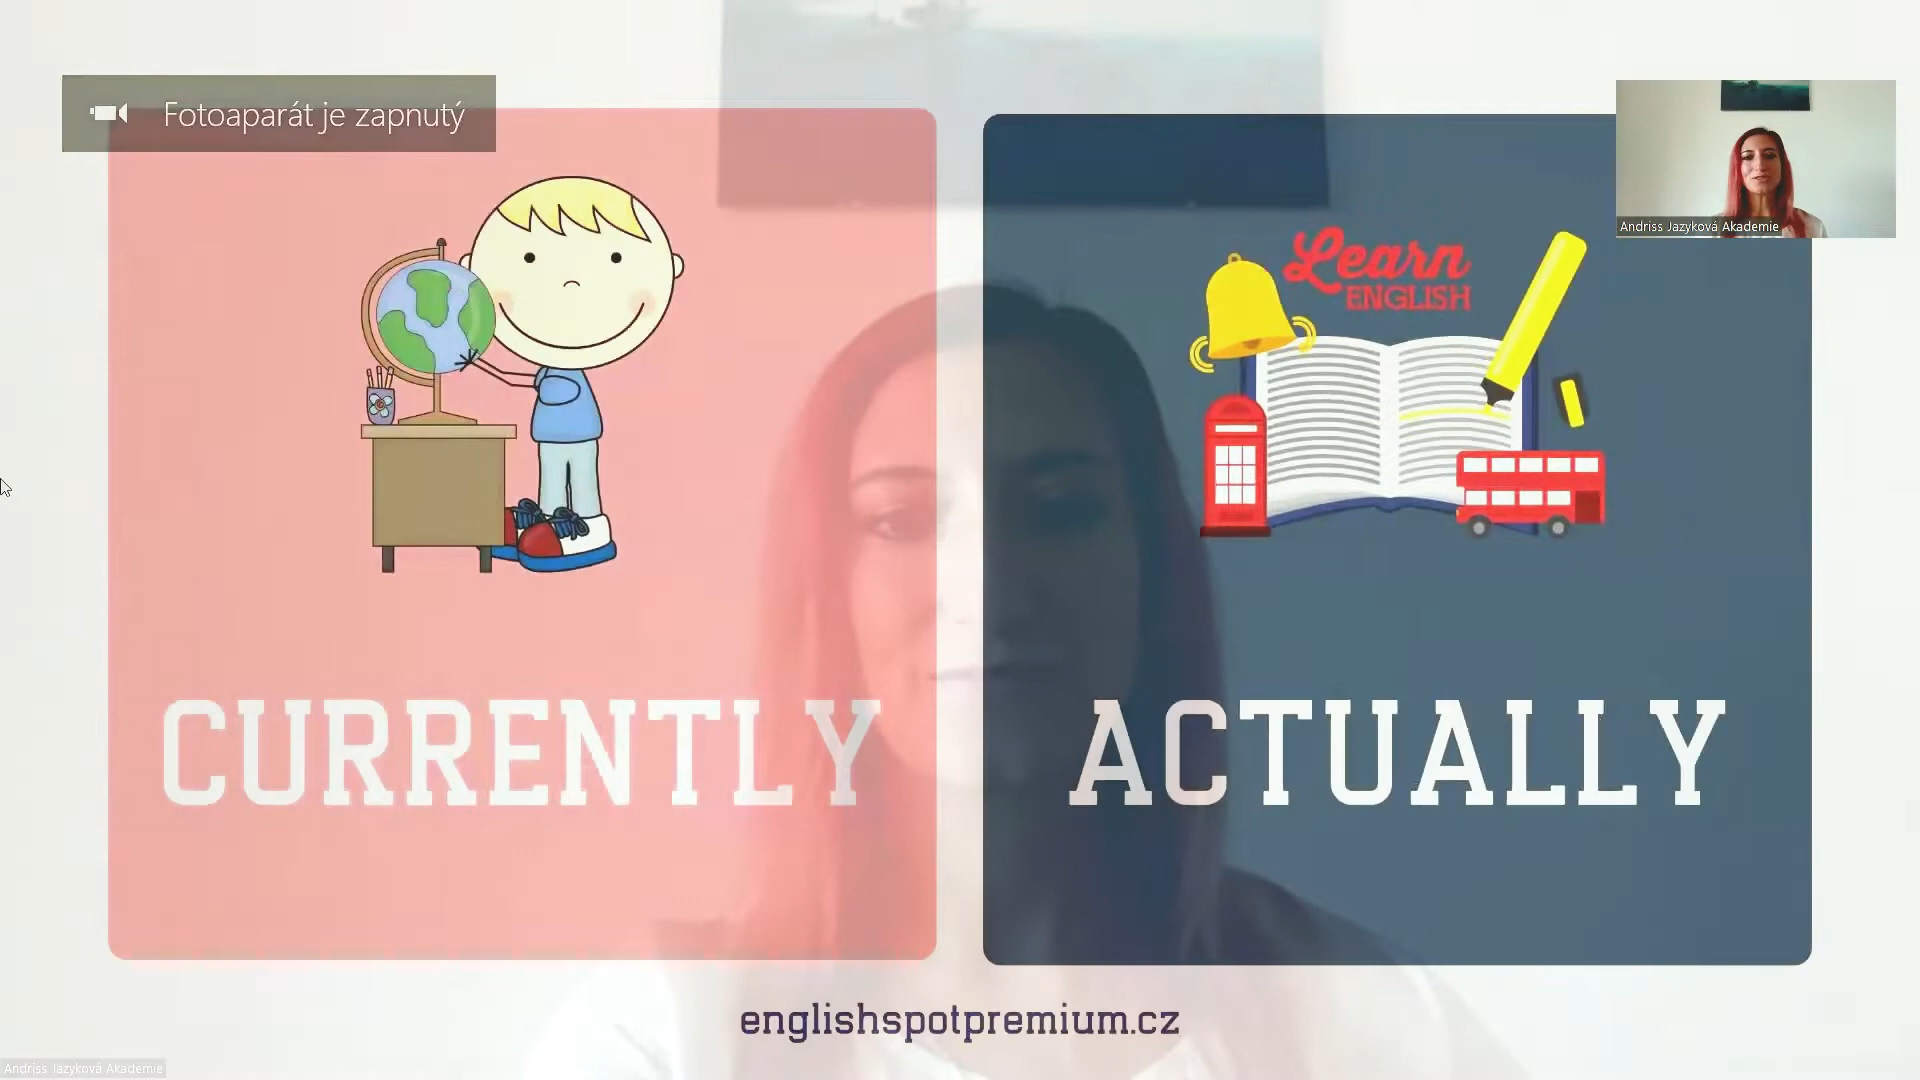 Fotoaparát je zapnutý
Andriss Jazyková Akademie
Learn
ENGLISH
CURRENTLY
ACTUALLY
englishspotpremium.cz
Andriss Jazyková Akademie